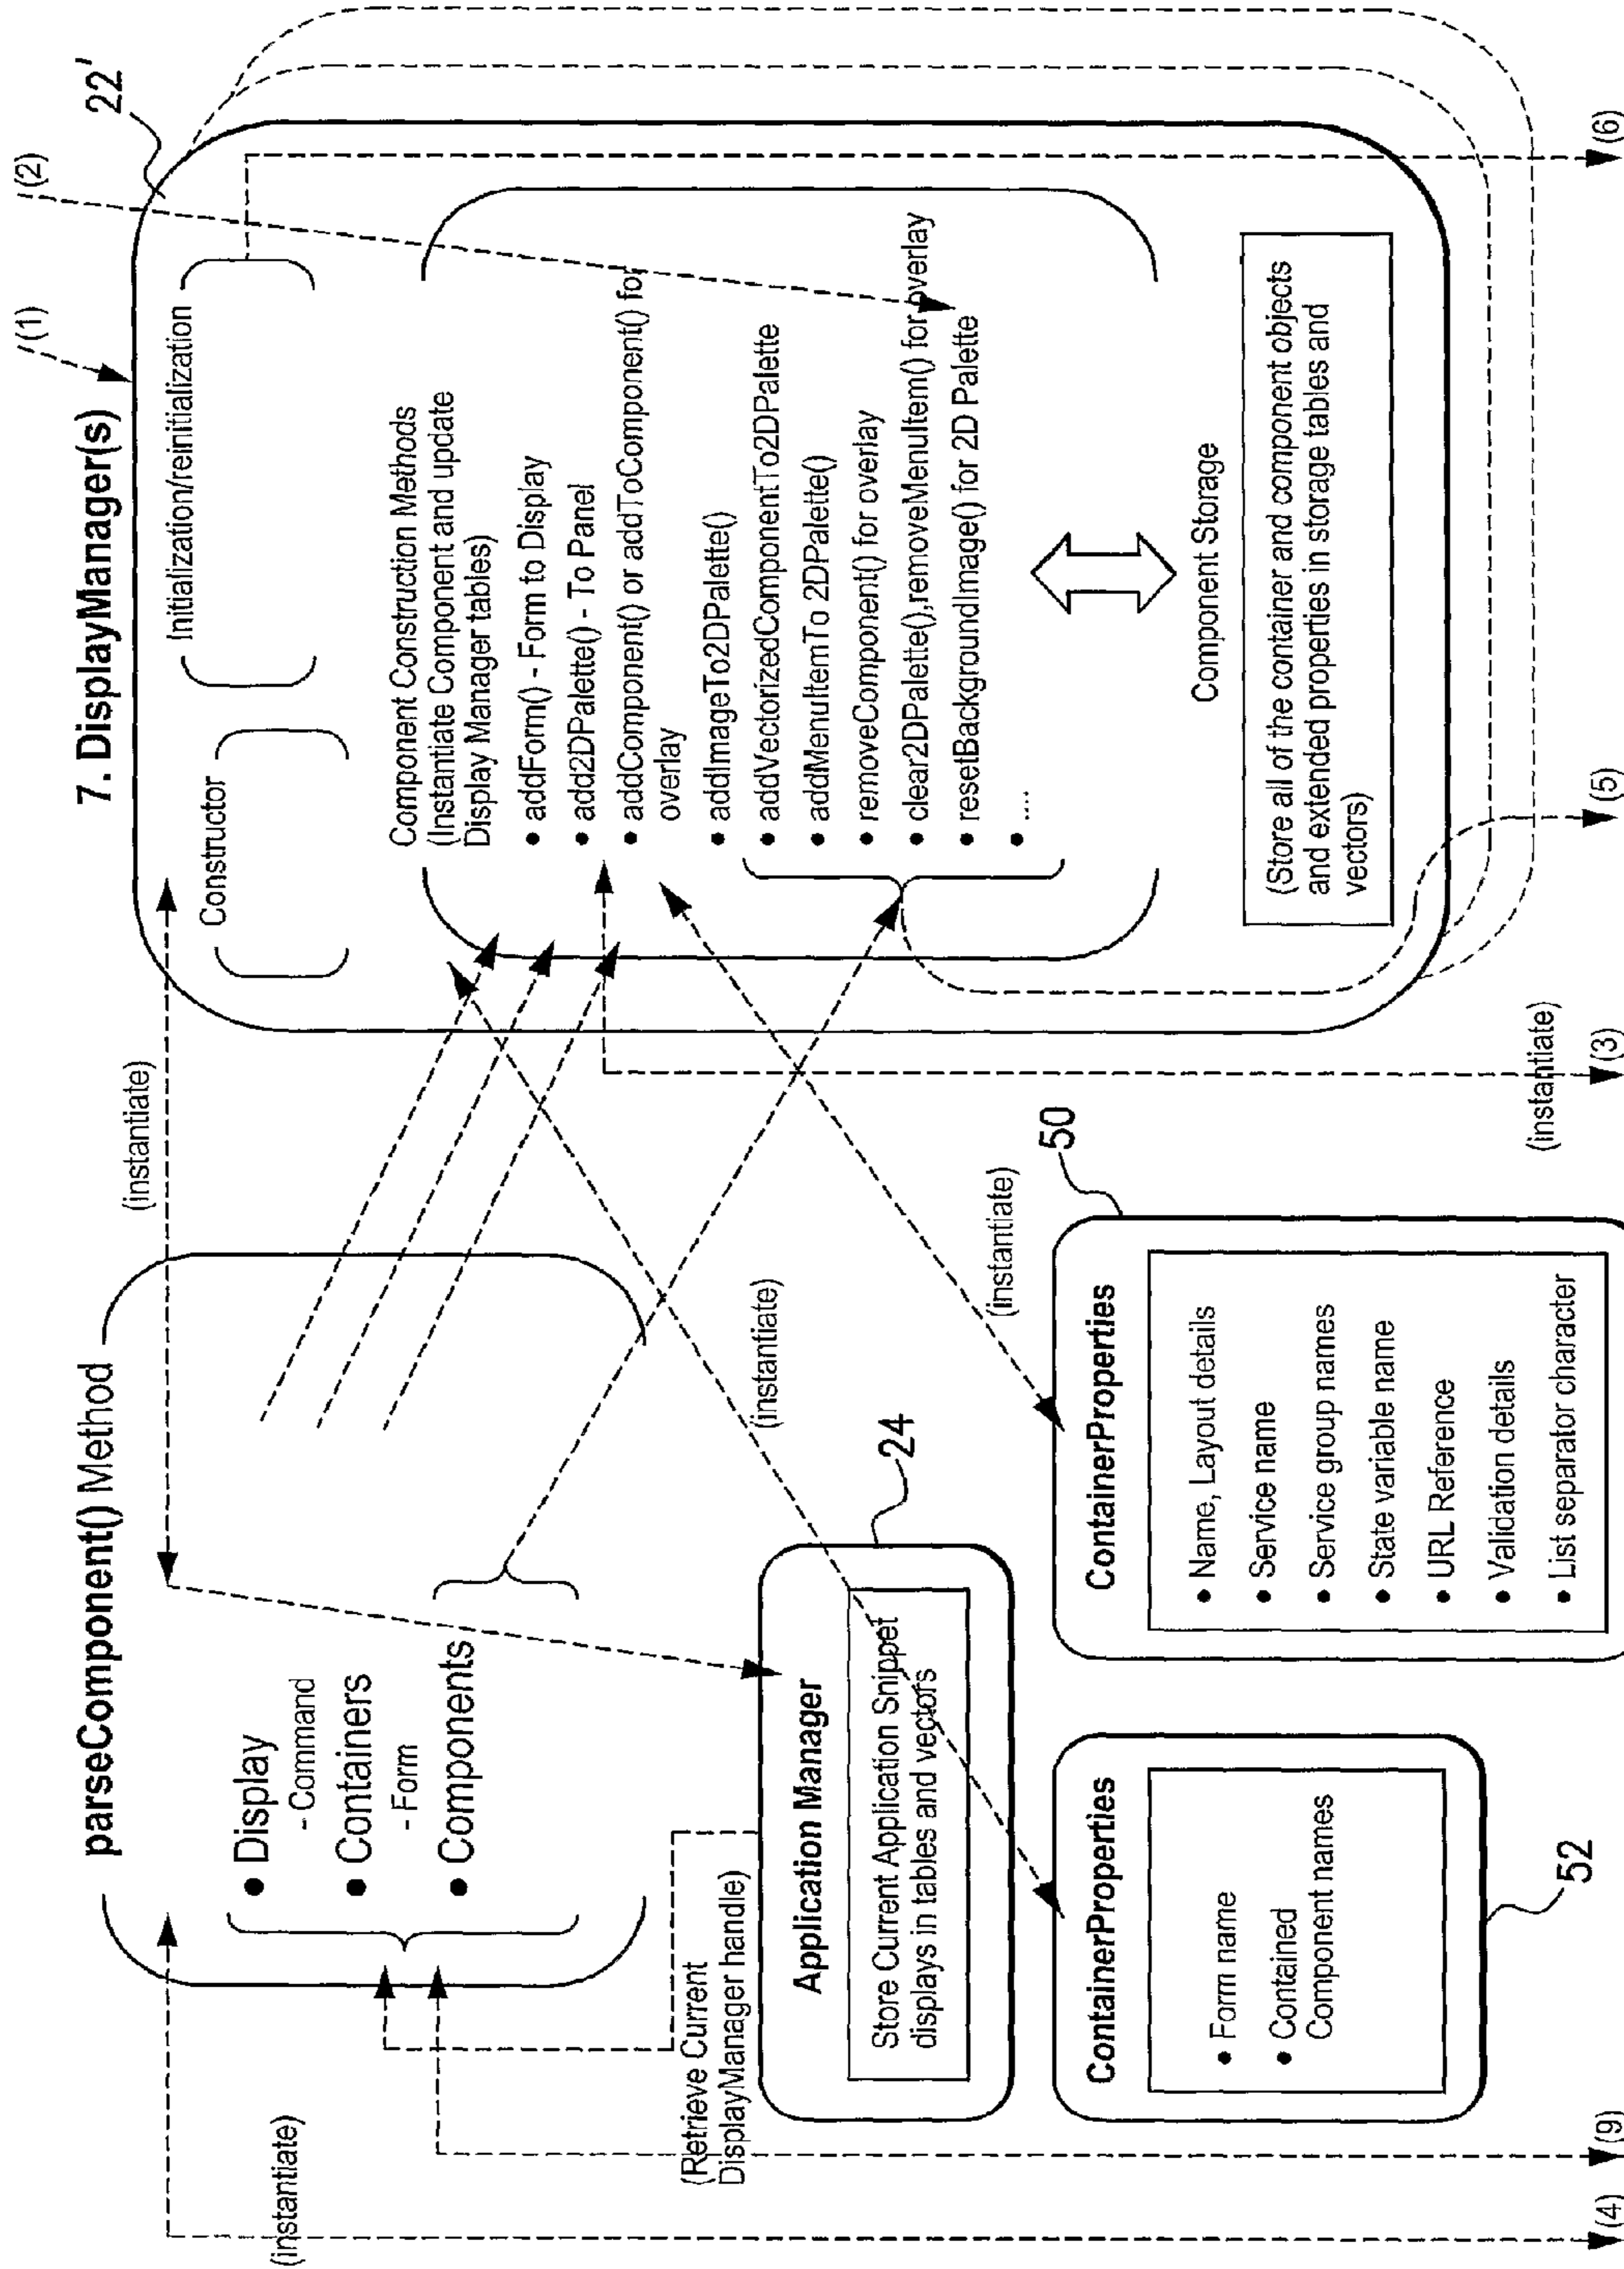 parseComponent() Method
(instantiate)
• Display
- Command
• Containers
- Form
• Components
(instantiate)
(Retrieve Current
DisplayManager handle)
Application Manager
Store Current Application Snippet
displays in tables and vectors
24
(instantiate)
ContainerProperties
• Form name
• Contained
Component names
52
ContainerProperties
• Name, Layout details
• Service name
• Service group names
• State variable name
• URL Reference
• Validation details
• List separator character
50
(instantiate)
(instantiate)
7. DisplayManager(s)
(1)
(2)
22'
Constructor
Initialization/reinitialization
Component Construction Methods
(Instantiate Component and update
Display Manager tables)
• addForm() - Form to Display
• add2DPalette() - To Panel
• addComponent() or addToComponent() for
overlay
• addImageTo2DPalette()
• addVectorizedComponentTo2DPalette
• addMenuItemTo 2DPalette()
• removeComponent() for overlay
• clear2DPalette(),removeMenuItem() for overlay
• resetBackgroundImage() for 2D Palette
• ....
Component Storage
(Store all of the container and component objects
and extended properties in storage tables and
vectors)
(4)
(9)
(3)
(5)
(6)